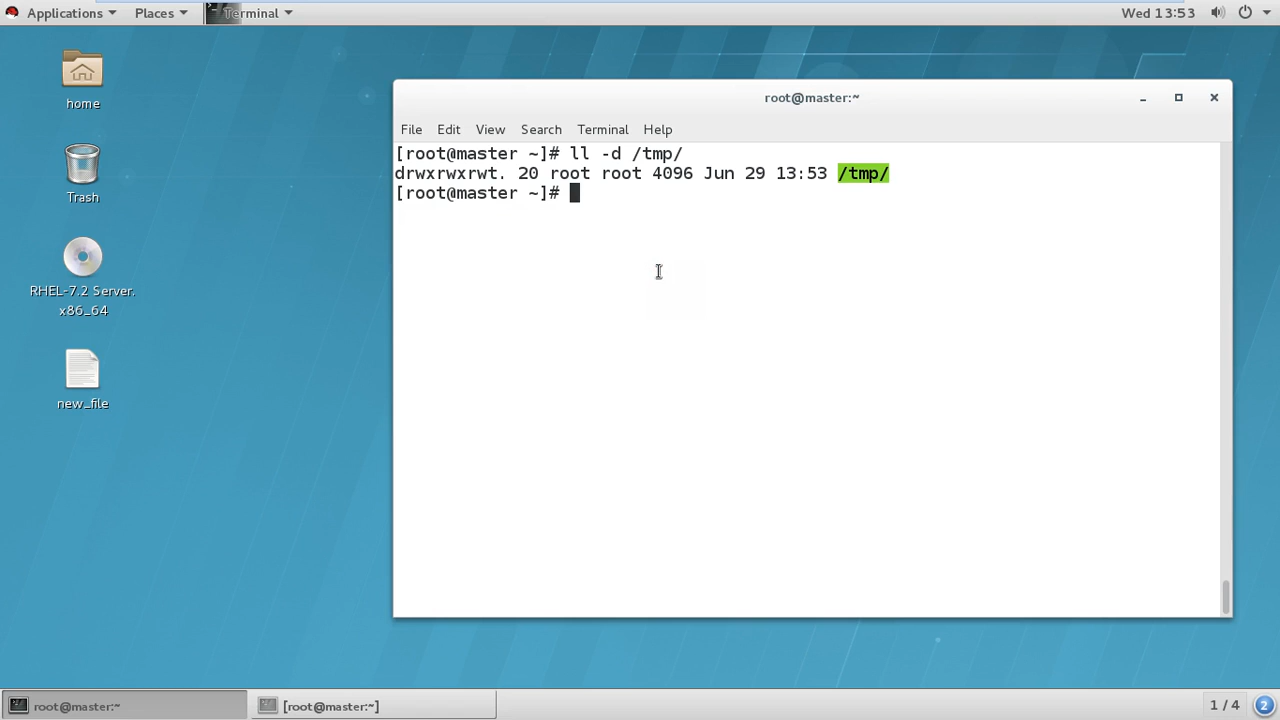 Applications Places Terminal Wed 13:53
home
Trash
RHEL-7.2 Server.
x86_64
new_file
root@master:~
File Edit View Search Terminal Help
[root@master ~]# ll -d /tmp/
drwxrwxrwt. 20 root root 4096 Jun 29 13:53 /tmp/
[root@master ~]#
root@master:~ [root@master:~] 1 / 4 2